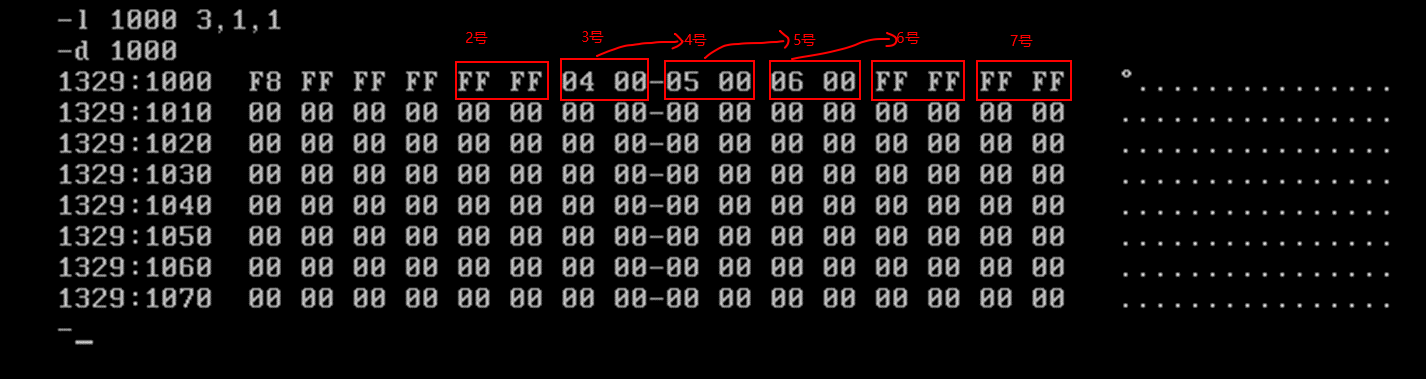 -l 1000 3,1,1
-d 1000
2号 3号 4号 5号 6号 7号
1329:1000 F8 FF FF FF FF FF 04 00-05 00 06 00 FF FF FF FF °...............
1329:1010 00 00 00 00 00 00 00 00-00 00 00 00 00 00 00 00 ................
1329:1020 00 00 00 00 00 00 00 00-00 00 00 00 00 00 00 00 ................
1329:1030 00 00 00 00 00 00 00 00-00 00 00 00 00 00 00 00 ................
1329:1040 00 00 00 00 00 00 00 00-00 00 00 00 00 00 00 00 ................
1329:1050 00 00 00 00 00 00 00 00-00 00 00 00 00 00 00 00 ................
1329:1060 00 00 00 00 00 00 00 00-00 00 00 00 00 00 00 00 ................
1329:1070 00 00 00 00 00 00 00 00-00 00 00 00 00 00 00 00 ................
-_